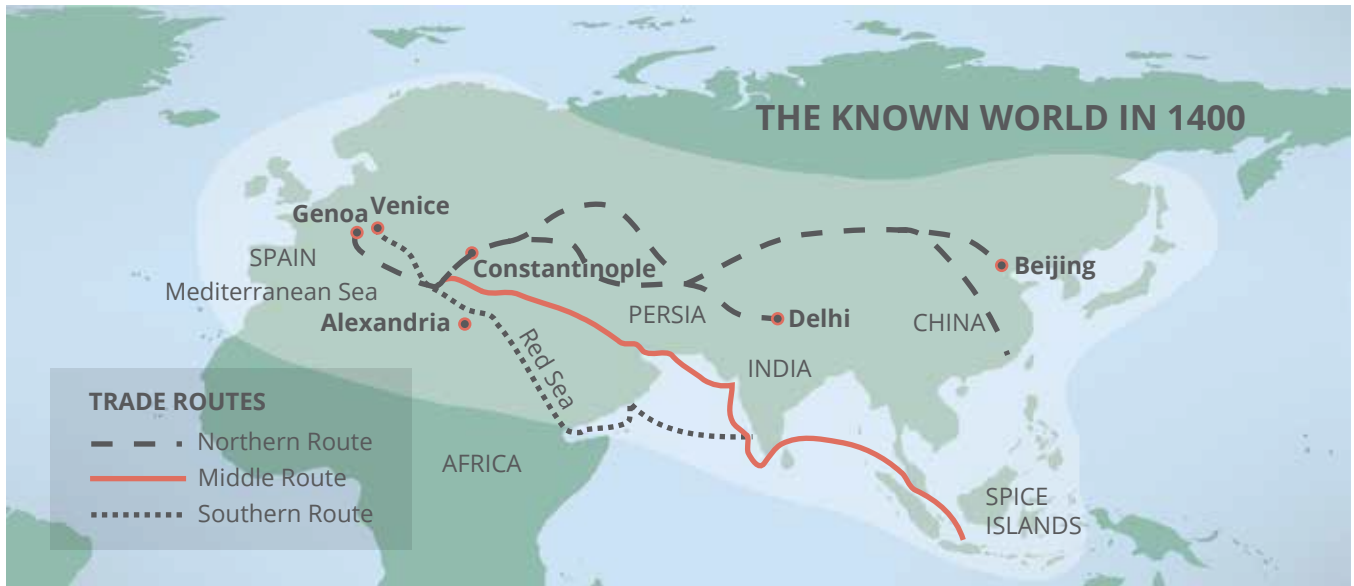 THE KNOWN WORLD IN 1400
Genoa
Venice
SPAIN
Constantinople
Beijing
Mediterranean Sea
Alexandria
PERSIA
Delhi
CHINA
Red Sea
INDIA
TRADE ROUTES
Northern Route
Middle Route
Southern Route
AFRICA
SPICE
ISLANDS